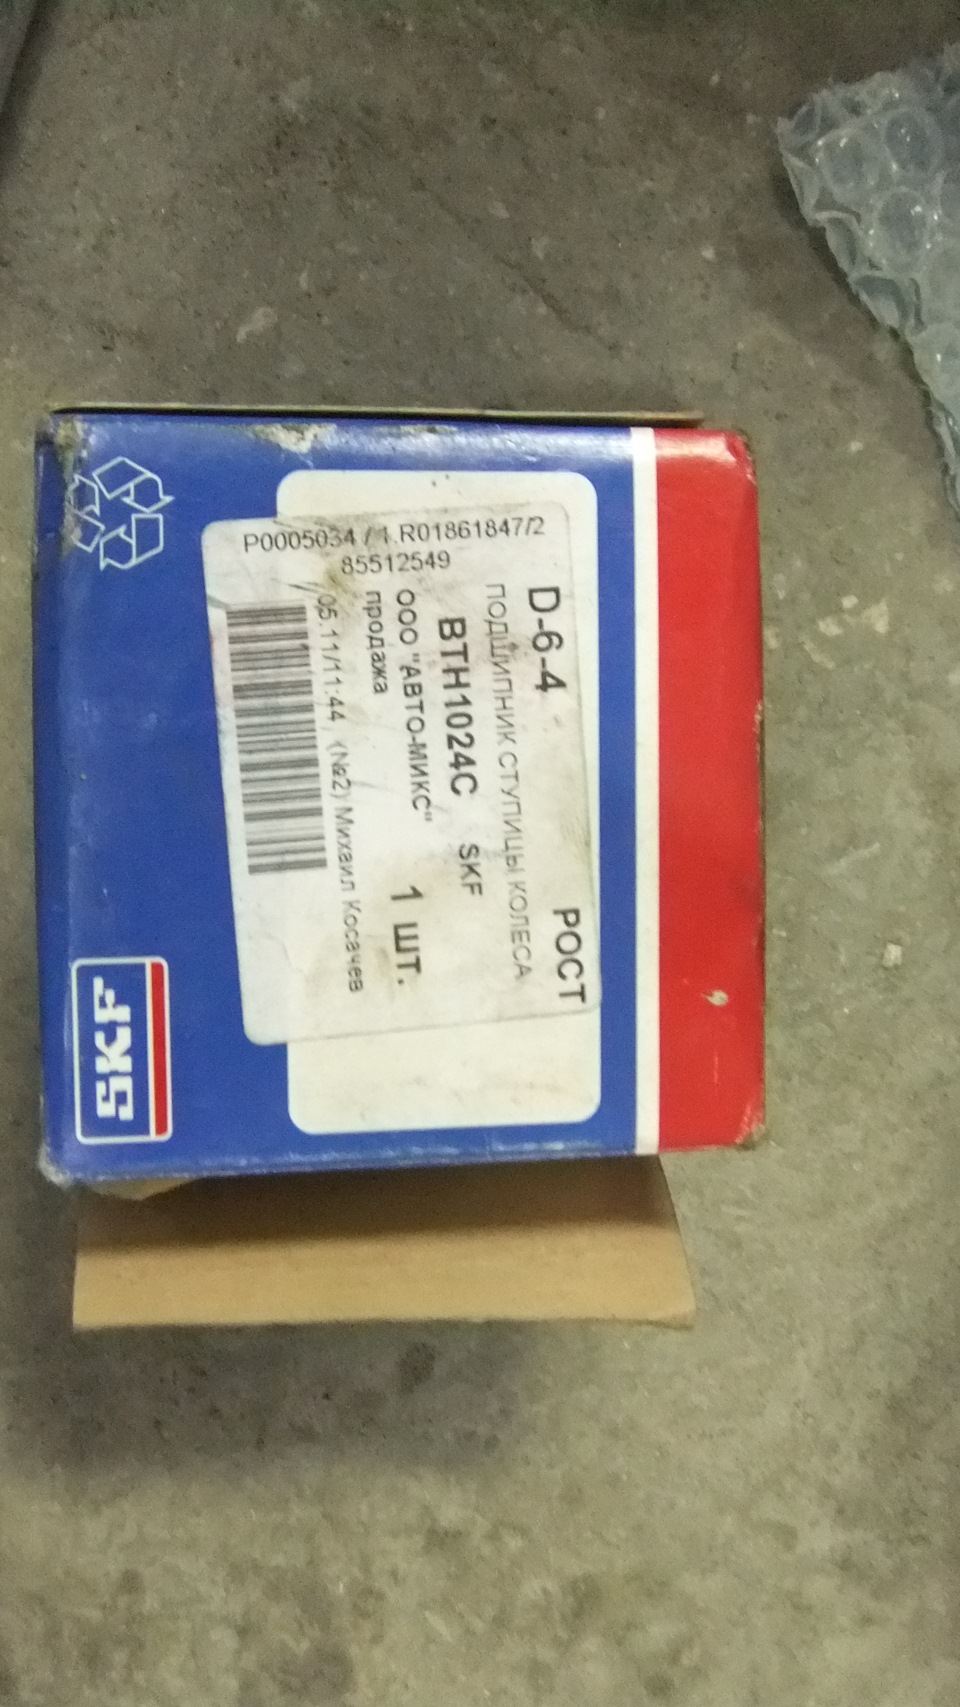 D-6-4 РОСТ
ПОДШИПНИК СТУПИЦЫ КОЛЕСА
BTH1024C SKF
ООО "АВТО-МИКС" 1 шт.
продажа
05.11/11:44, (№2) Михаил Косачев
P0005034 / 1.R01861847/2
85512549
SKF